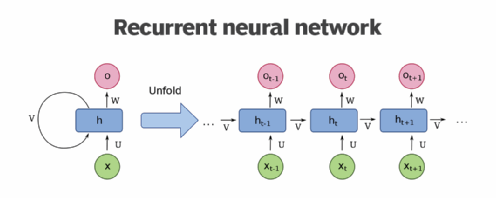 Recurrent neural network
o
W
V
h
U
x
Unfold
... V
o t-1
W
h t-1
U
x t-1
V
o t
W
h t
U
x t
V
o t+1
W
h t+1
U
x t+1
V ...